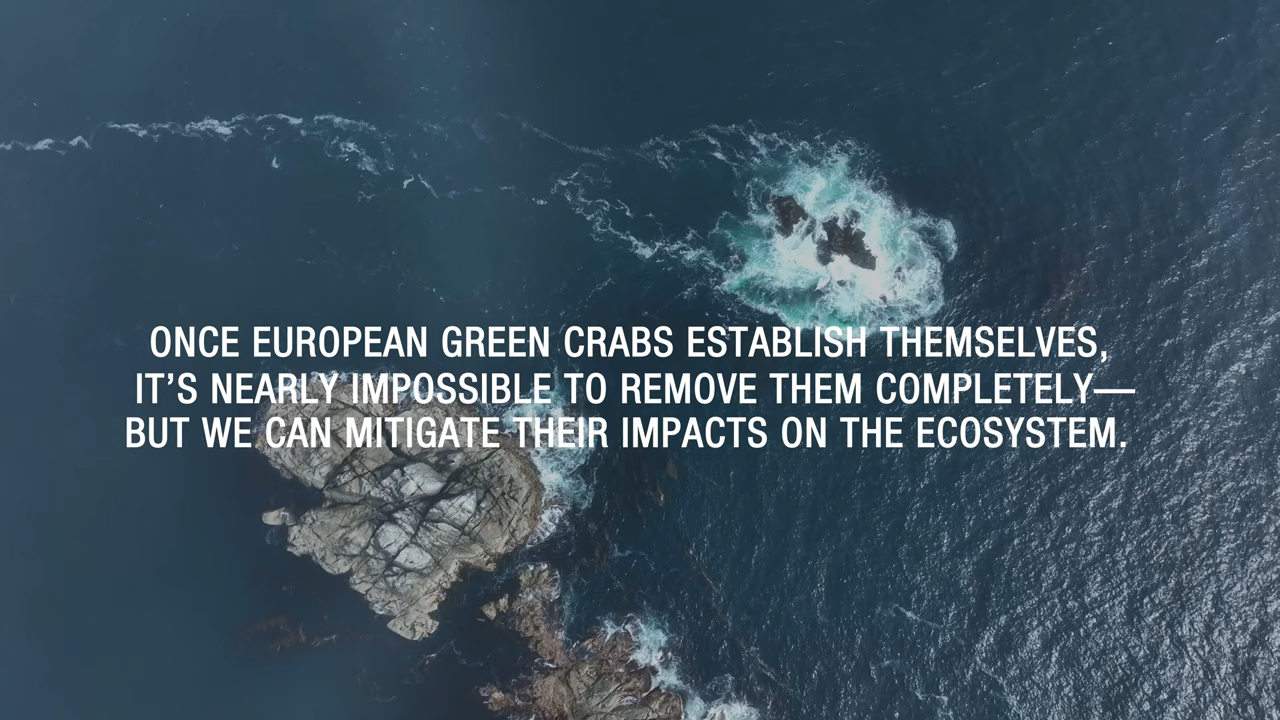 ONCE EUROPEAN GREEN CRABS ESTABLISH THEMSELVES,
IT’S NEARLY IMPOSSIBLE TO REMOVE THEM COMPLETELY—
BUT WE CAN MITIGATE THEIR IMPACTS ON THE ECOSYSTEM.